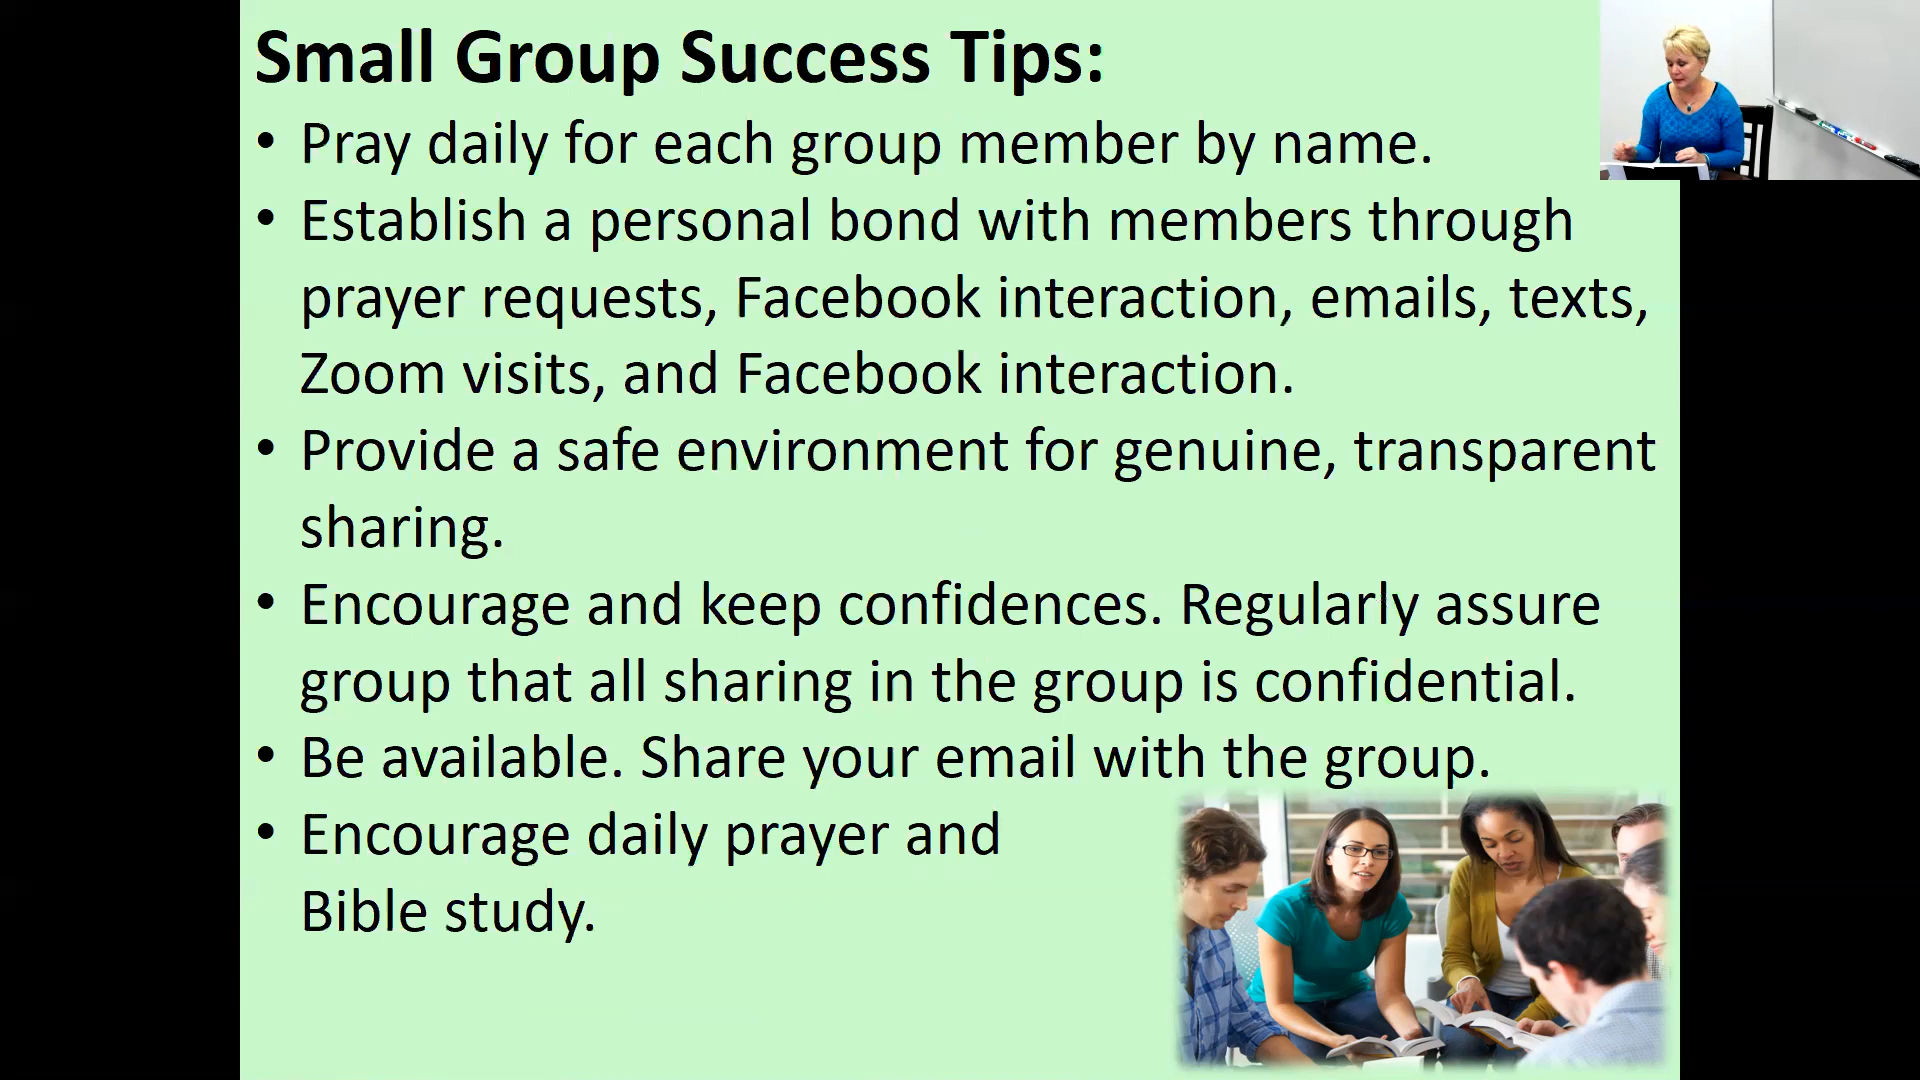 Small Group Success Tips:
• Pray daily for each group member by name.
• Establish a personal bond with members through
prayer requests, Facebook interaction, emails, texts,
Zoom visits, and Facebook interaction.
• Provide a safe environment for genuine, transparent
sharing.
• Encourage and keep confidences. Regularly assure
group that all sharing in the group is confidential.
• Be available. Share your email with the group.
• Encourage daily prayer and
Bible study.